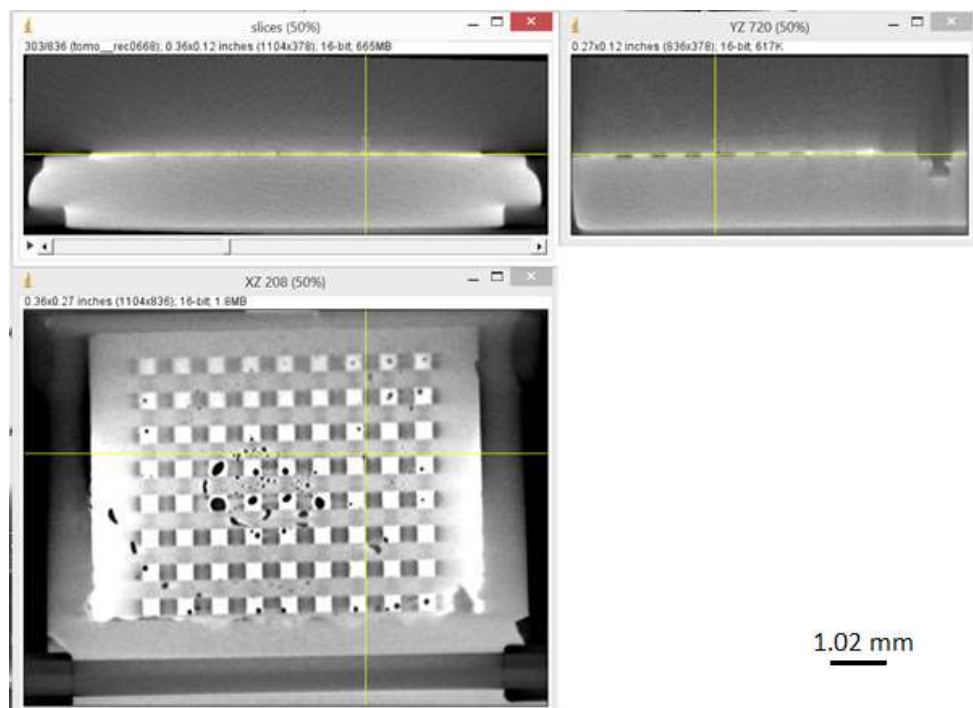 slices (50%)
303/836 (tomo__rec0668); 0.36x0.12 inches (1104x378); 16-bit; 665MB
YZ 720 (50%)
0.27x0.12 inches (836x378); 16-bit; 617K
XZ 208 (50%)
0.36x0.27 inches (1104x836); 16-bit; 1.8MB
1.02 mm